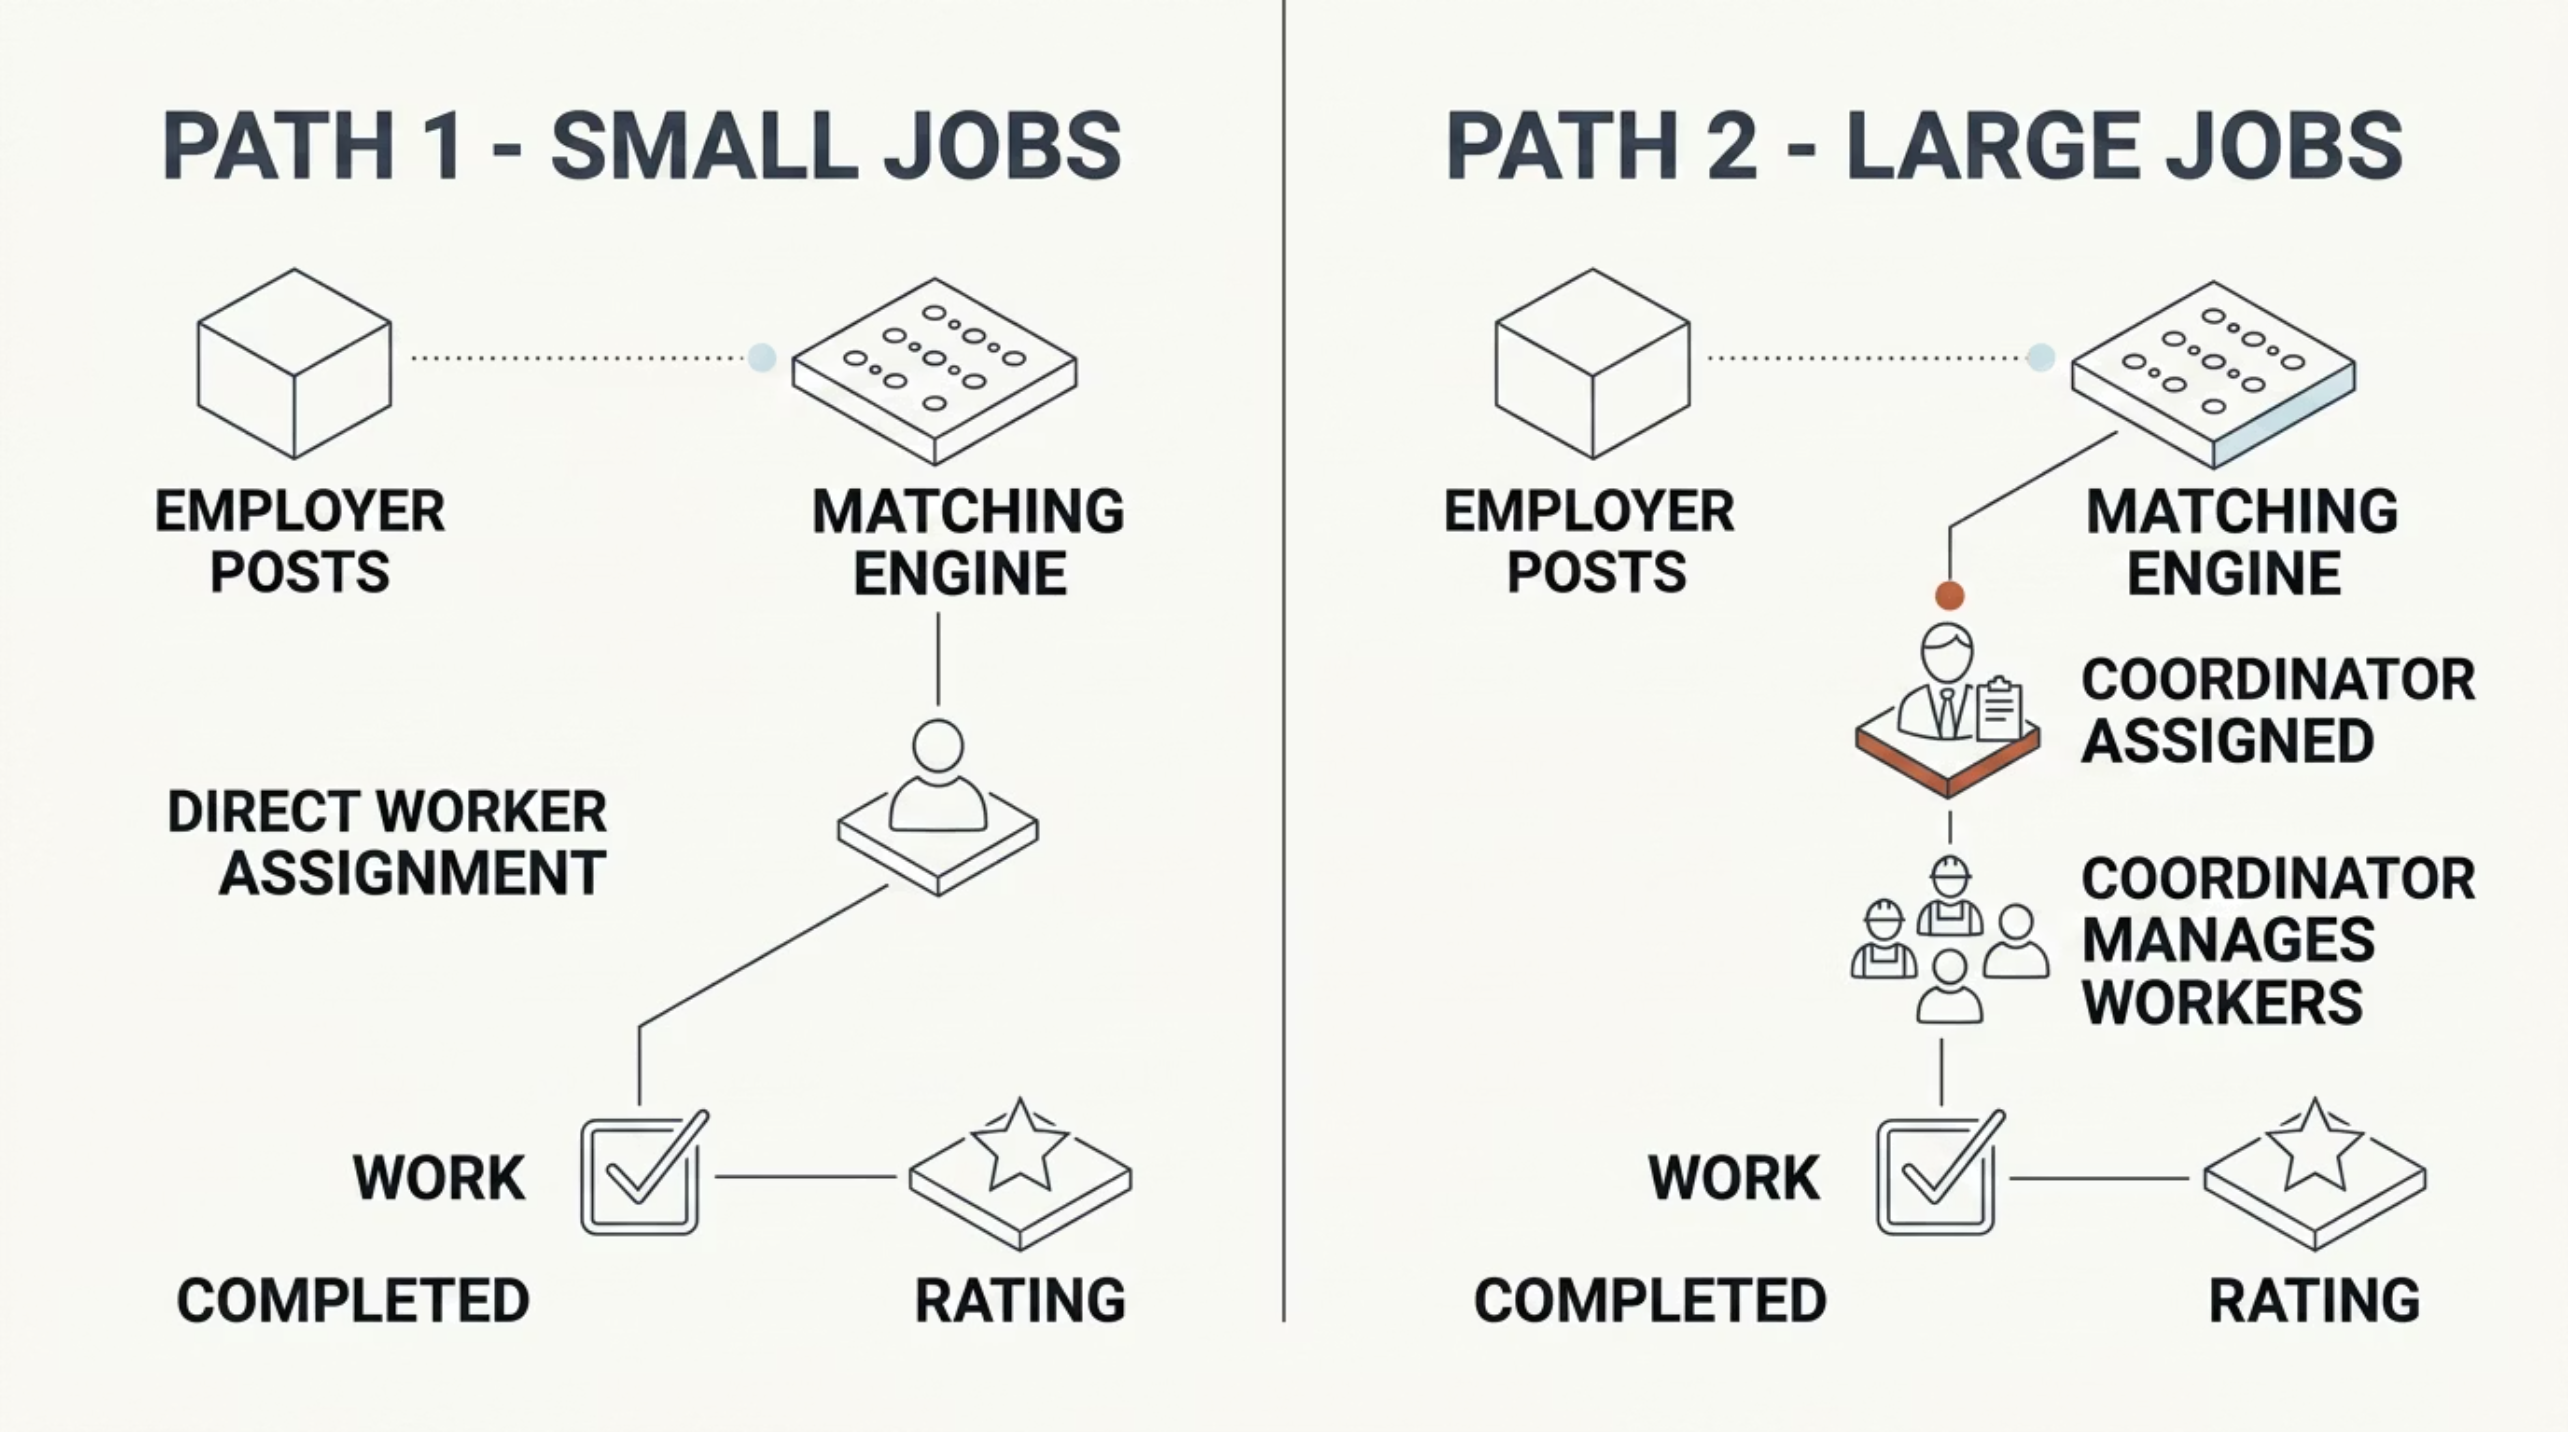 PATH 1 - SMALL JOBS
EMPLOYER
POSTS
MATCHING
ENGINE
DIRECT WORKER
ASSIGNMENT
WORK
COMPLETED
RATING
PATH 2 - LARGE JOBS
EMPLOYER
POSTS
MATCHING
ENGINE
COORDINATOR
ASSIGNED
COORDINATOR
MANAGES
WORKERS
WORK
COMPLETED
RATING